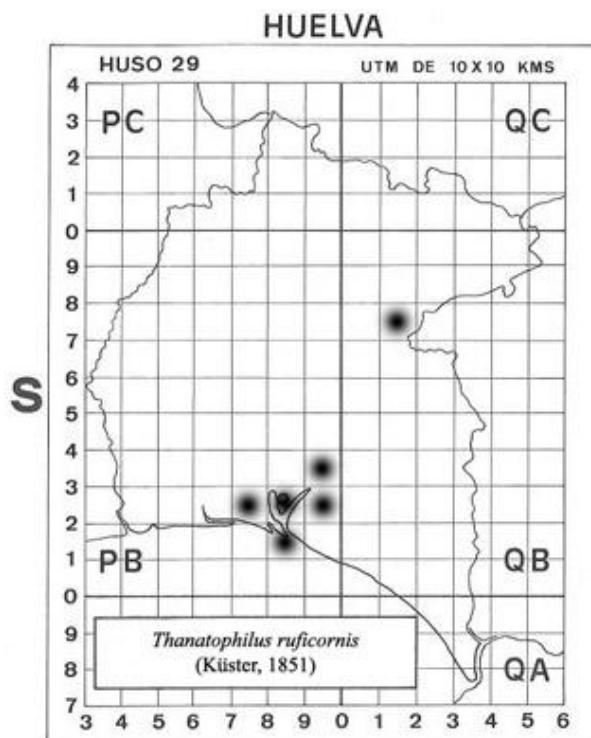 HUELVA
HUSO 29 UTM DE 10 X 10 KMS
4
PC QC
3
2
1
0
9
8
7
6
S
5
4
3
2
1
PB QB
0
9
Thanatophilus ruficornis
(Küster, 1851)
8
QA
7
3 4 5 6 7 8 9 0 1 2 3 4 5 6